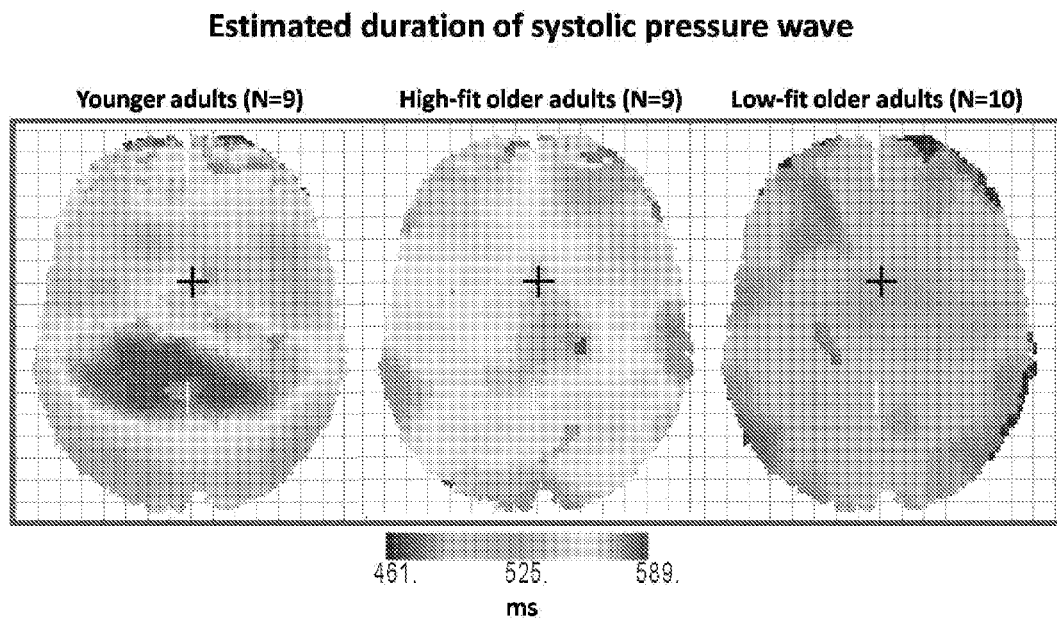 Estimated duration of systolic pressure wave
Younger adults (N=9) High-fit older adults (N=9) Low-fit older adults (N=10)
461. 525. 589.
ms